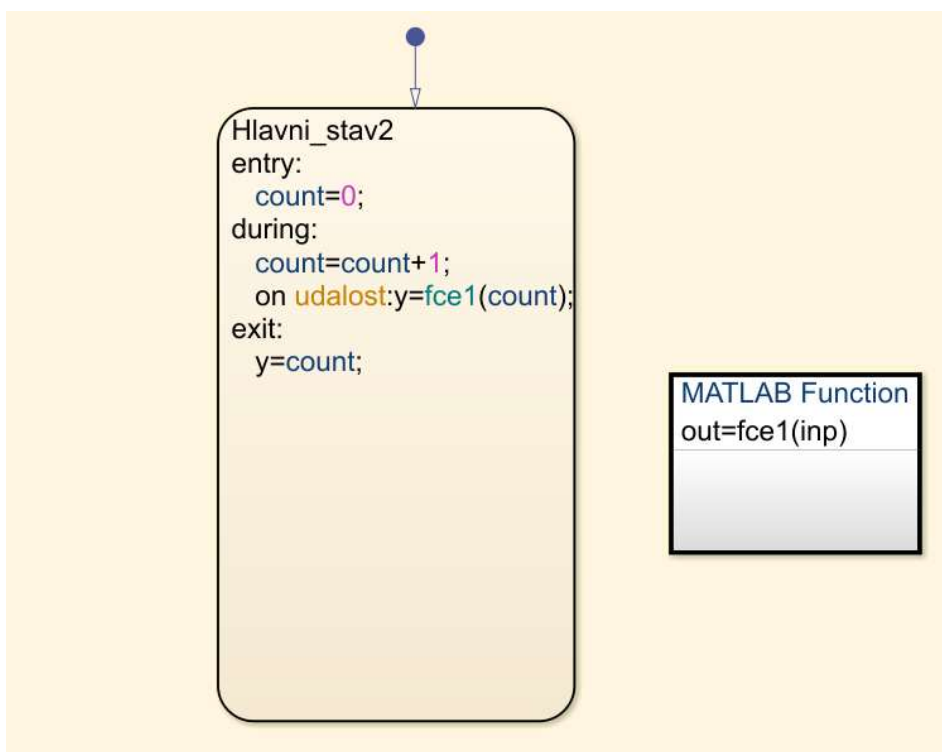 Hlavni_stav2
entry:
count=0;
during:
count=count+1;
on udalost:y=fce1(count);
exit:
y=count;
MATLAB Function
out=fce1(inp)